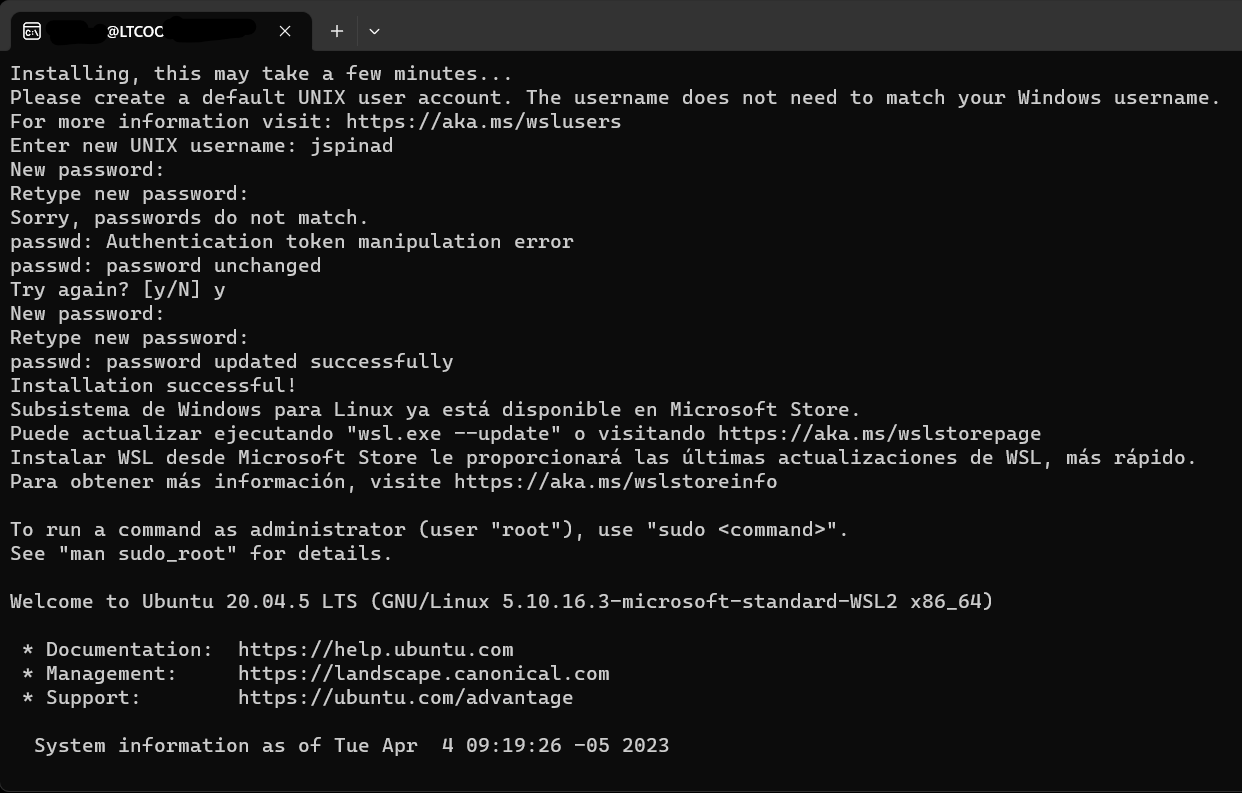 @LTCOC
Installing, this may take a few minutes...
Please create a default UNIX user account. The username does not need to match your Windows username.
For more information visit: https://aka.ms/wslusers
Enter new UNIX username: jspinad
New password:
Retype new password:
Sorry, passwords do not match.
passwd: Authentication token manipulation error
passwd: password unchanged
Try again? [y/N] y
New password:
Retype new password:
passwd: password updated successfully
Installation successful!
Subsistema de Windows para Linux ya está disponible en Microsoft Store.
Puede actualizar ejecutando "wsl.exe --update" o visitando https://aka.ms/wslstorepage
Instalar WSL desde Microsoft Store le proporcionará las últimas actualizaciones de WSL, más rápido.
Para obtener más información, visite https://aka.ms/wslstoreinfo

To run a command as administrator (user "root"), use "sudo <command>".
See "man sudo_root" for details.

Welcome to Ubuntu 20.04.5 LTS (GNU/Linux 5.10.16.3-microsoft-standard-WSL2 x86_64)

 * Documentation:  https://help.ubuntu.com
 * Management:     https://landscape.canonical.com
 * Support:        https://ubuntu.com/advantage

  System information as of Tue Apr  4 09:19:26 -05 2023